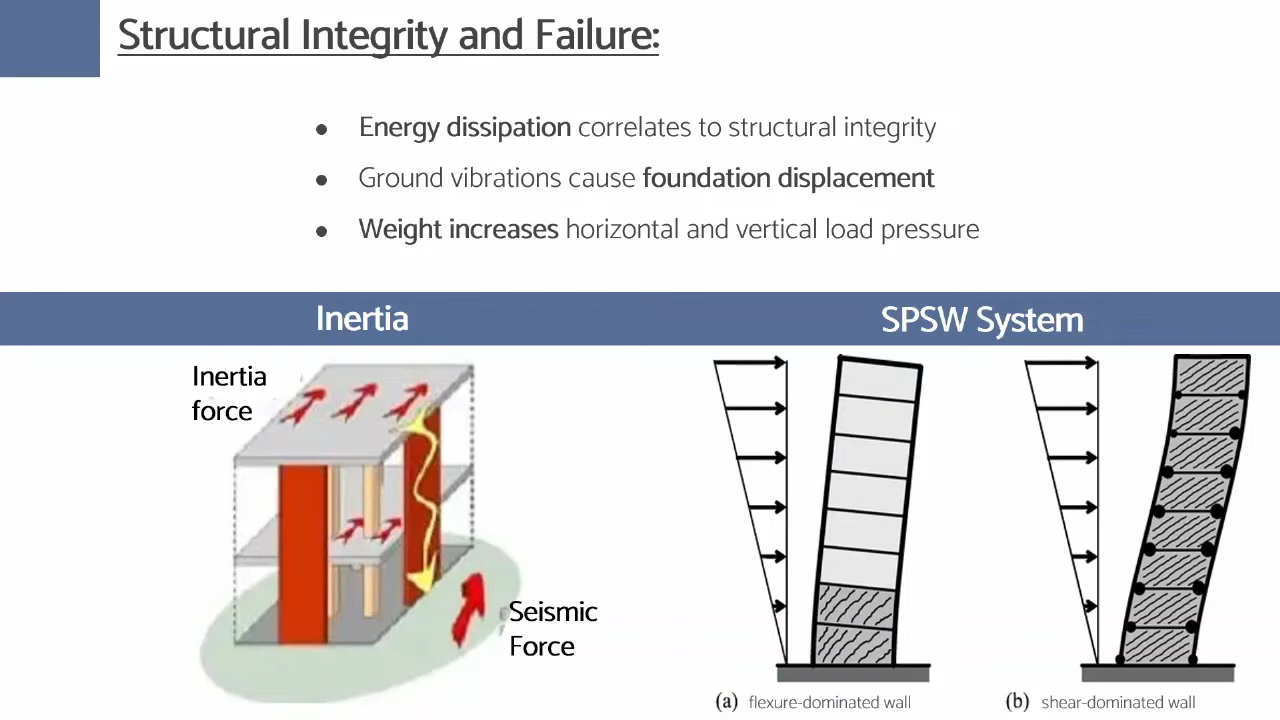 Structural Integrity and Failure:
● Energy dissipation correlates to structural integrity
● Ground vibrations cause foundation displacement
● Weight increases horizontal and vertical load pressure
Inertia
SPSW System
Inertia
force
Seismic
Force
(a) flexure-dominated wall
(b) shear-dominated wall